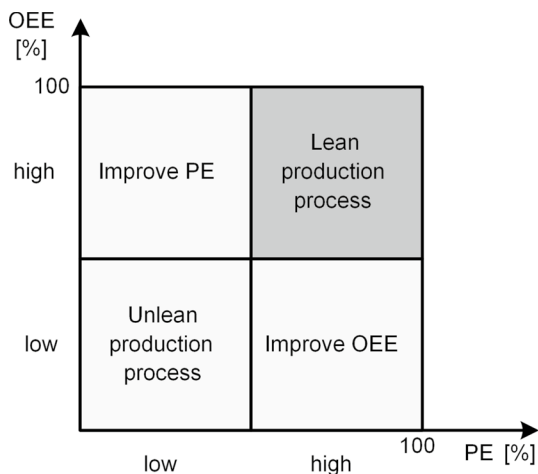 OEE
[%]
100
high
Improve PE
Lean
production
process
low
Unlean
production
process
Improve OEE
low
high
100
PE [%]